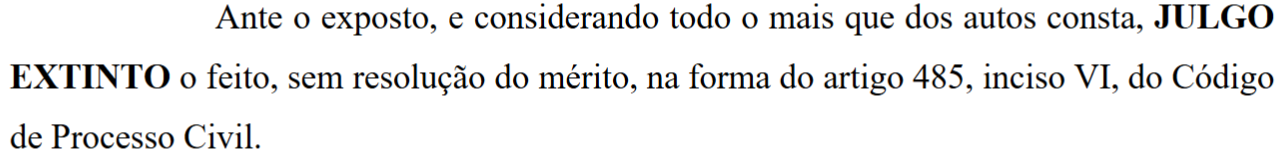 Ante o exposto, e considerando todo o mais que dos autos consta, JULGO
EXTINTO o feito, sem resolução do mérito, na forma do artigo 485, inciso VI, do Código
de Processo Civil.